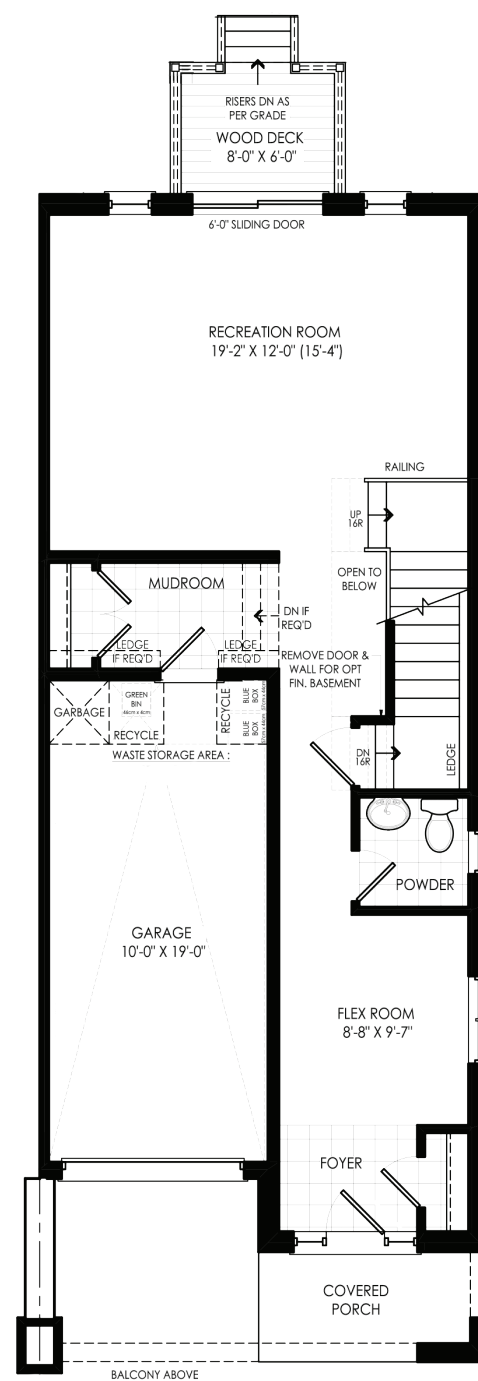 RISERS DN AS
PER GRADE
WOOD DECK
8'-0" X 6'-0"
6'-0" SLIDING DOOR
RECREATION ROOM
19'-2" X 12'-0" (15'-4")
RAILING
UP
16R
MUDROOM
OPEN TO
BELOW
DN IF
REQ'D
LEDGE
IF REQ'D
LEDGE
IF REQ'D
REMOVE DOOR &
WALL FOR OPT
FIN. BASEMENT
GARBAGE
GREEN
BIN
RECYCLE
RECYCLE
BLUE
BOX
BLUE
BOX
WASTE STORAGE AREA :
DN
16R
LEDGE
POWDER
GARAGE
10'-0" X 19'-0"
FLEX ROOM
8'-8" X 9'-7"
FOYER
COVERED
PORCH
BALCONY ABOVE